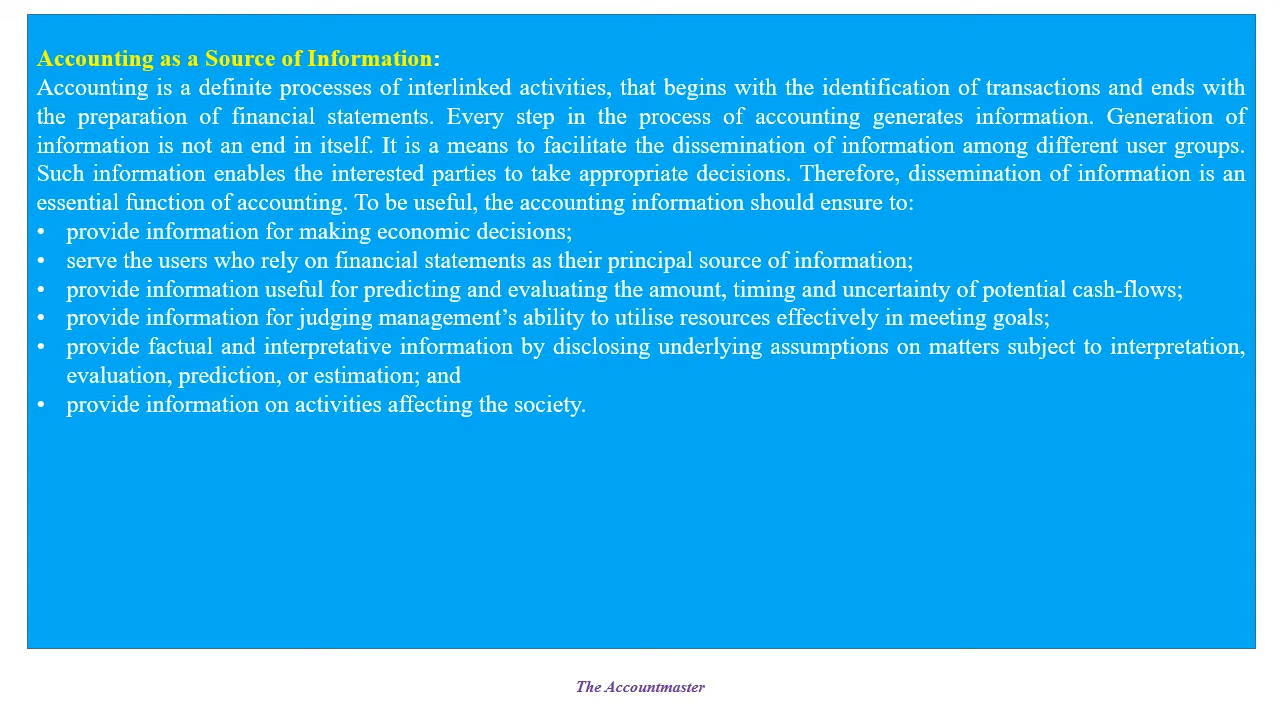 Accounting as a Source of Information:
Accounting is a definite processes of interlinked activities, that begins with the identification of transactions and ends with
the preparation of financial statements. Every step in the process of accounting generates information. Generation of
information is not an end in itself. It is a means to facilitate the dissemination of information among different user groups.
Such information enables the interested parties to take appropriate decisions. Therefore, dissemination of information is an
essential function of accounting. To be useful, the accounting information should ensure to:
• provide information for making economic decisions;
• serve the users who rely on financial statements as their principal source of information;
• provide information useful for predicting and evaluating the amount, timing and uncertainty of potential cash-flows;
• provide information for judging management’s ability to utilise resources effectively in meeting goals;
• provide factual and interpretative information by disclosing underlying assumptions on matters subject to interpretation,
evaluation, prediction, or estimation; and
• provide information on activities affecting the society.
The Accountmaster